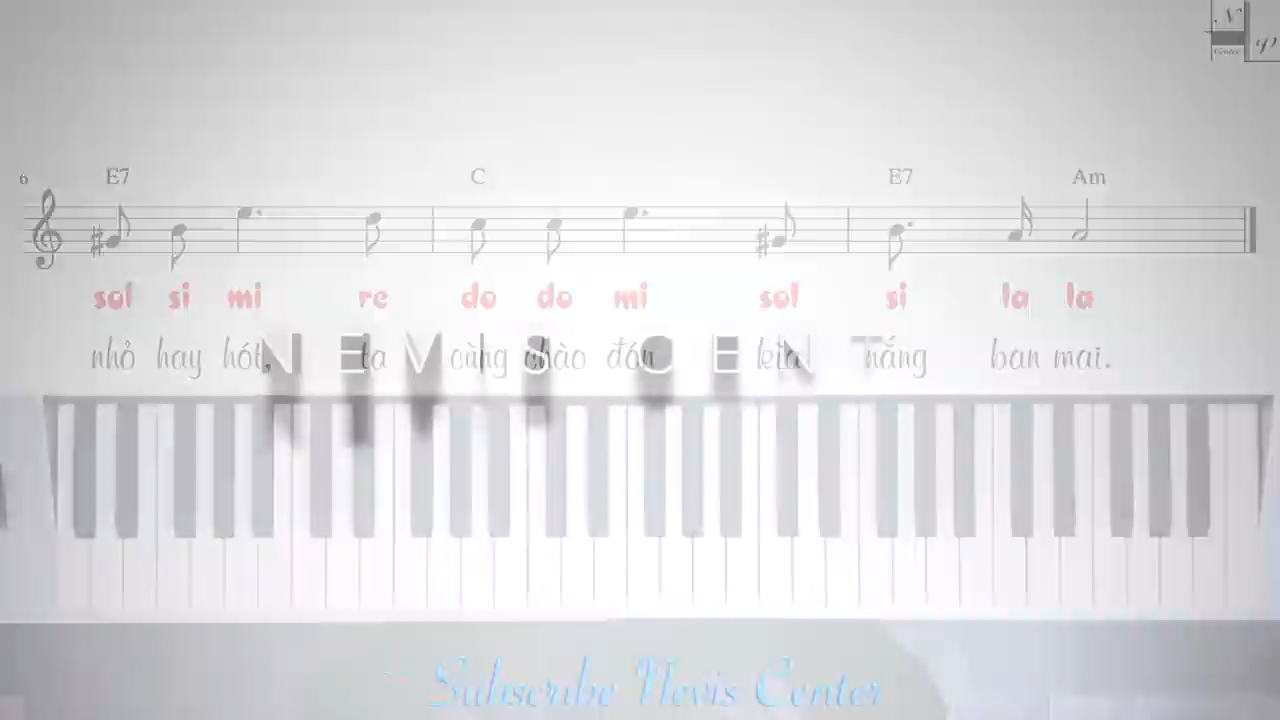 N
P
Center
6 E7 C E7 Am
sol si mi re do do mi sol si la la
nhỏ hay hót, ta cùng chào đón kìa nắng ban mai.
NEVIS CENT
Subscribe Nevis Center